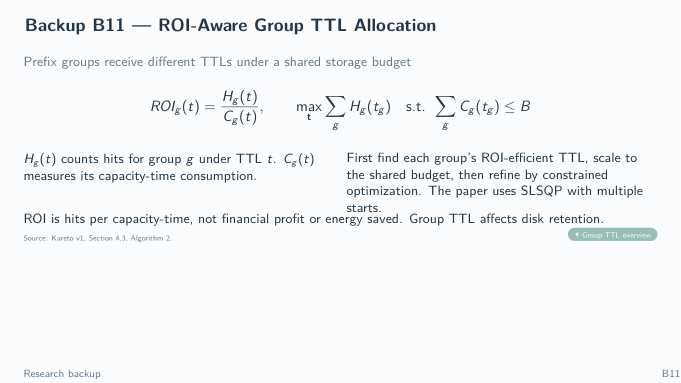 Backup B11 — ROI-Aware Group TTL Allocation
Prefix groups receive different TTLs under a shared storage budget
ROI_g(t) = H_g(t) / C_g(t),    max_t ∑_g H_g(t_g)  s.t.  ∑_g C_g(t_g) ≤ B
H_g(t) counts hits for group g under TTL t. C_g(t)
measures its capacity-time consumption.
First find each group's ROI-efficient TTL, scale to
the shared budget, then refine by constrained
optimization. The paper uses SLSQP with multiple
starts.
ROI is hits per capacity-time, not financial profit or energy saved. Group TTL affects disk retention.
Source: Kareto v1, Section 4.3, Algorithm 2.
Group TTL overview
Research backup
B11